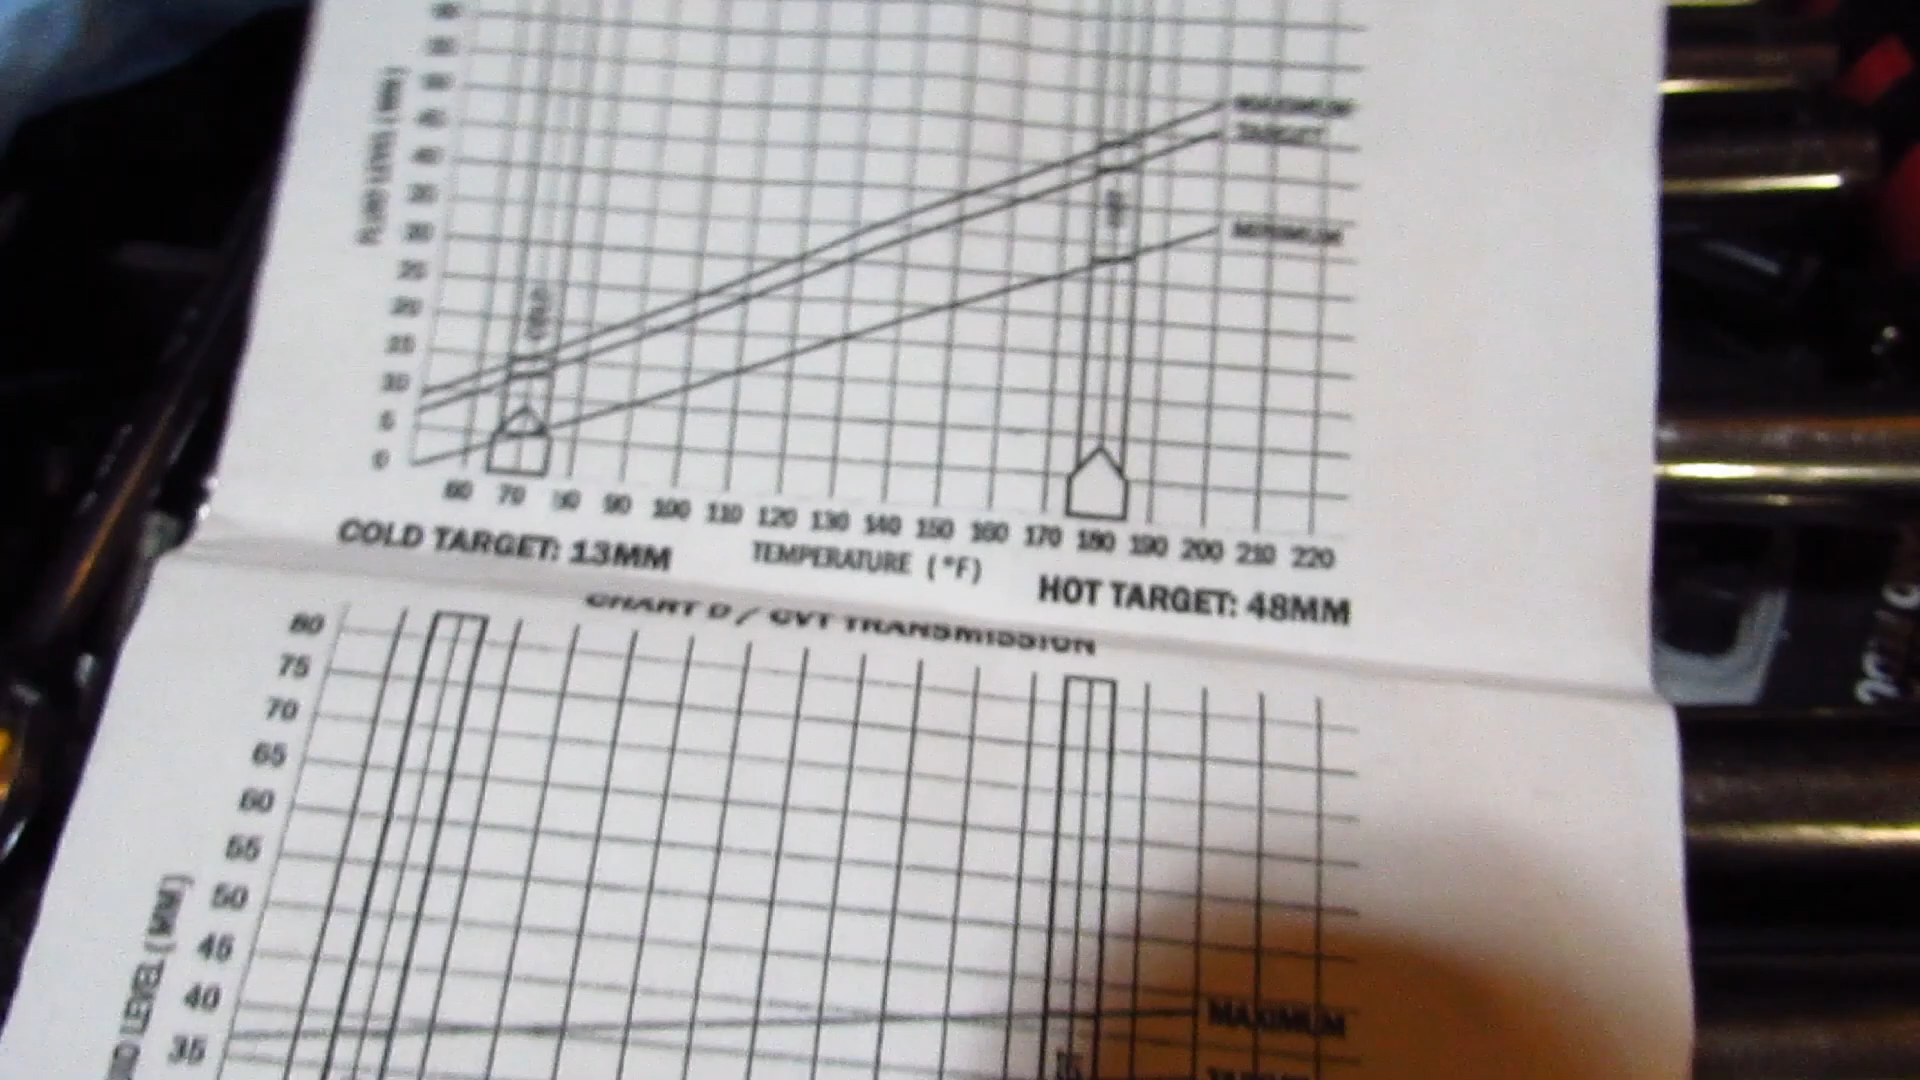 50
45
40
35
30
25
20
15
10
5
0
FLUID LEVEL (MM)
MAXIMUM
TARGET
MINIMUM
COLD
60 70 80 90 100 110 120 130 140 150 160 170 180 190 200 210 220
COLD TARGET: 13MM
TEMPERATURE (°F)
HOT TARGET: 48MM
CHART D / CVT TRANSMISSION
80
75
70
65
60
55
50
45
40
35
LEVEL (MM)
MAXIMUM